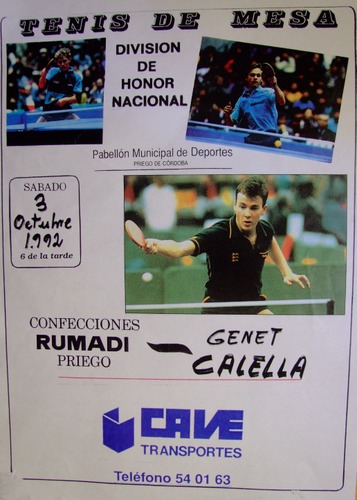 TENIS DE MESA
DIVISION
DE
HONOR
NACIONAL
Pabellón Municipal de Deportes
PRIEGO DE CÓRDOBA
SABADO
3
Octubre
1.992
6 de la tarde
CONFECCIONES
RUMADI
PRIEGO
—
GENET
CALELLA
CAVE
TRANSPORTES
Teléfono 54 01 63